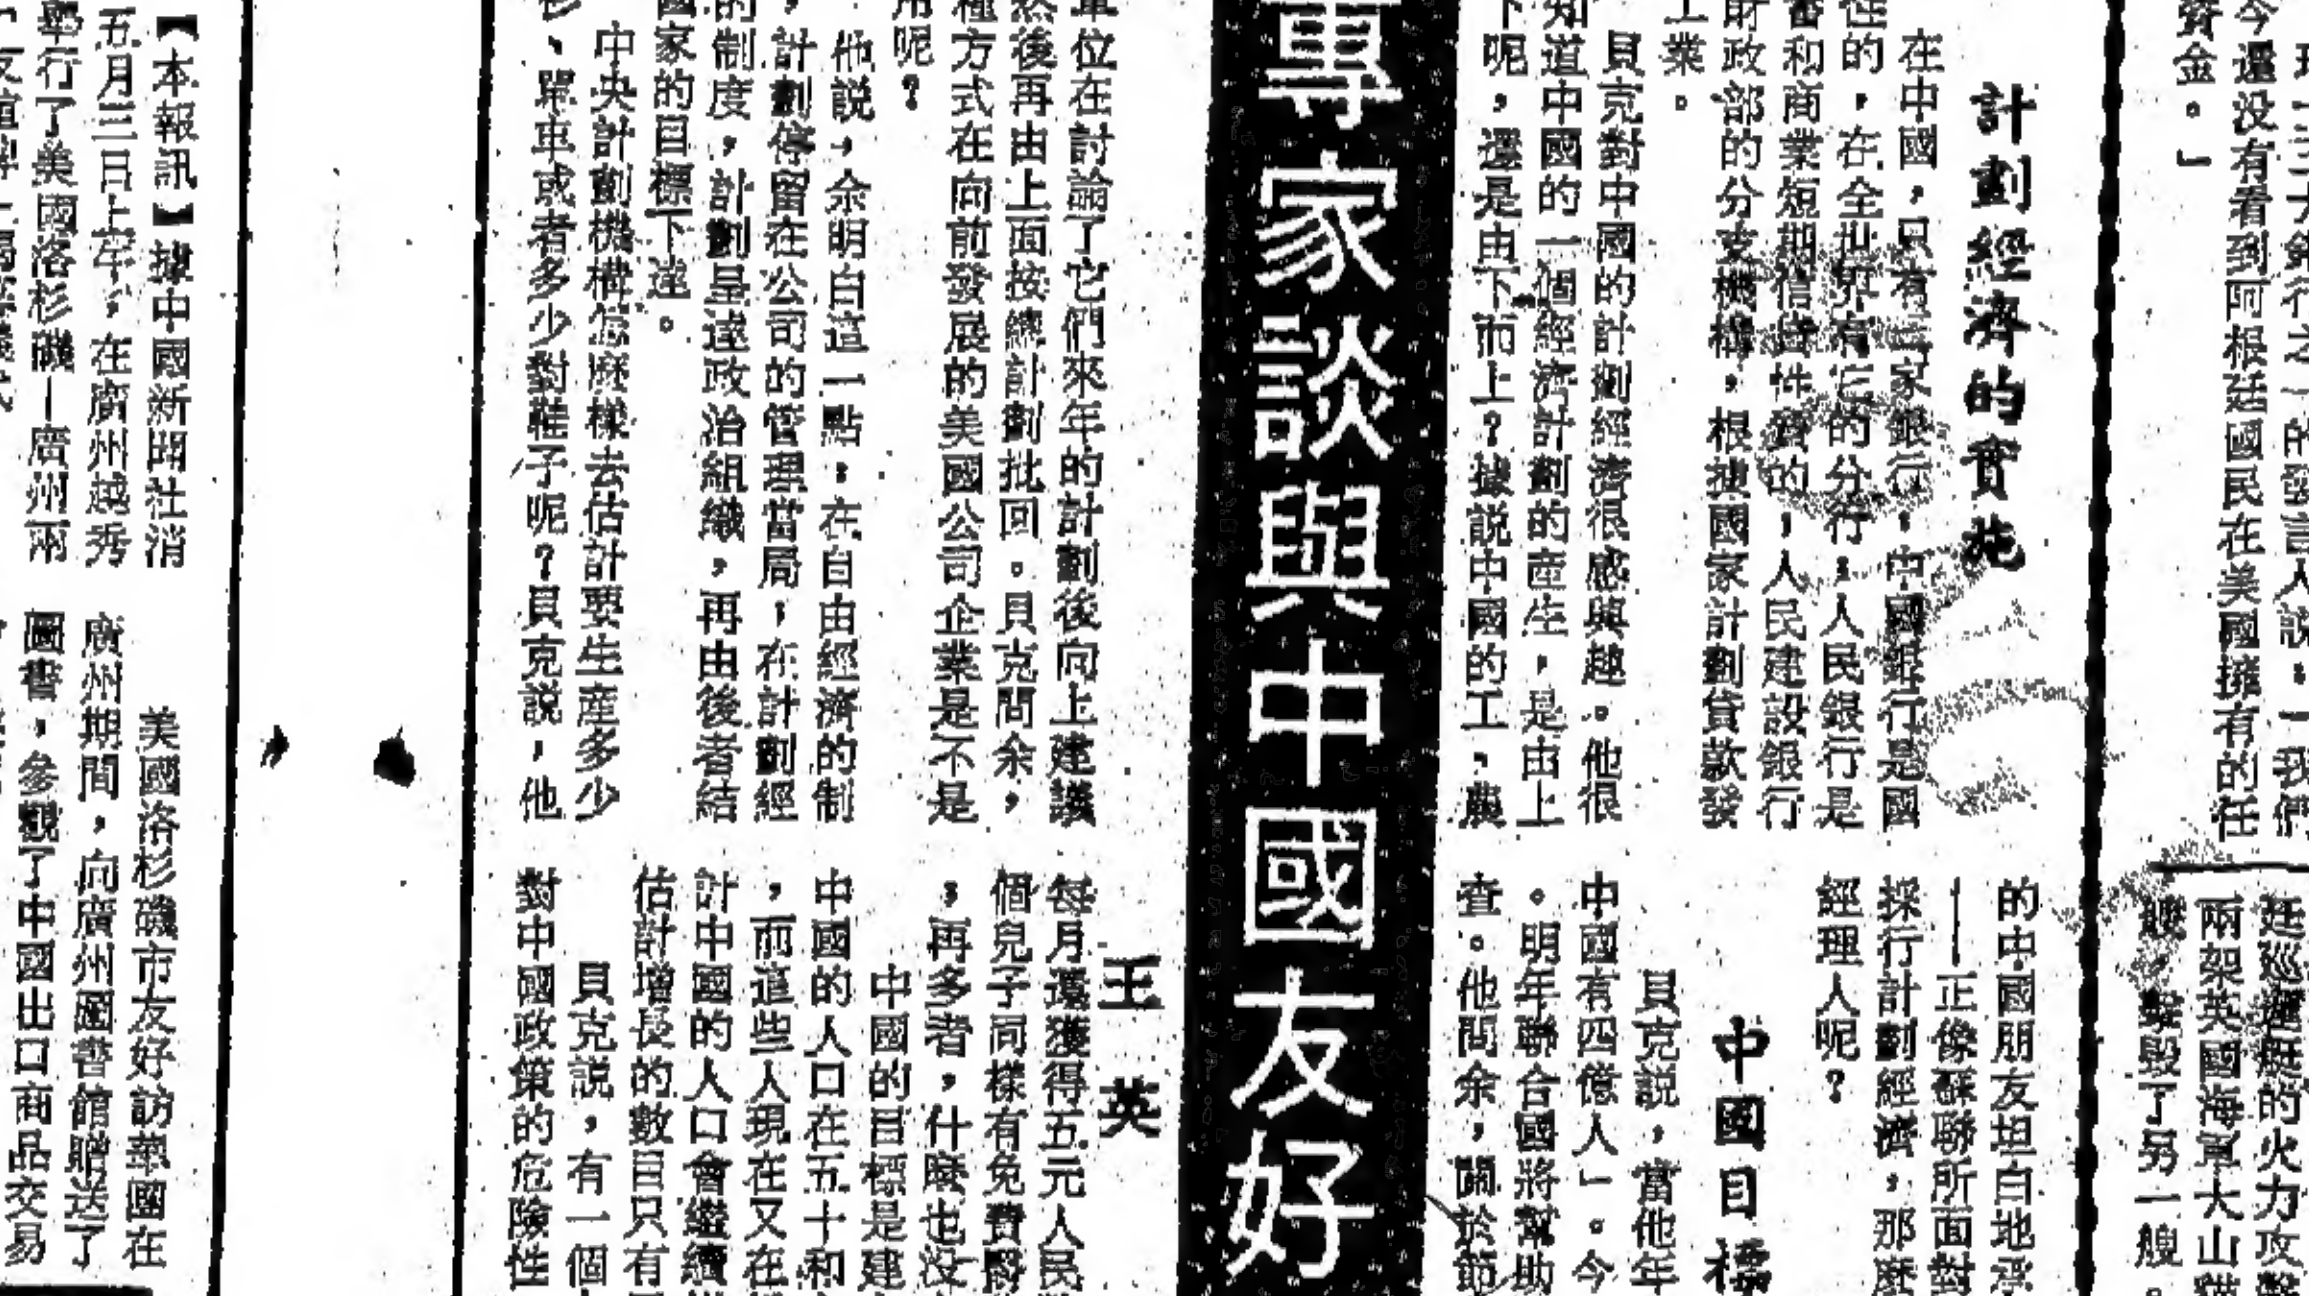 今還没有看到阿根廷國民在美國擁有的任
資金。」
兩架英國海軍大山貓
擊毀了另一艘。
計劃經濟的實施
在中國,只有三家銀行,中國銀行是國
性的,在全世界有它的分行;人民銀行是
蓄和商業短期信貸性質的,人民建設銀行
財政部的分支機構,根據國家計劃貸款發
工業。
貝克對中國的計劃經濟很感興趣。他很
知道中國的一個經濟計劃的產生,是由上
下呢,還是由下而上?據説中國的工,農
的中國朋友坦白地承
——正像蘇聯所面對
採行計劃經濟,那麼
經理人呢?
中國目標
貝克説,當他年
中國有四億人」。今
。明年聯合國將幫助
查。他問余,關於節
專家談與中國友好
王英
單位在討論了它們來年的計劃後向上建議
然後再由上面按總計劃批回。貝克問余,
種方式在向前發展的美國公司企業是不是
用呢?
他説,余明白這一點:在自由經濟的制
,計劃停留在公司的管理當局;在計劃經
的制度,計劃呈送政治組織,再由後者結
國家的目標下達。
中央計劃機構怎麽樣去估計要生産多少
衫、單車或者多少對鞋子呢?貝克説,他
每月還獲得五元人民
個兒子同樣有免費
,再多者,什麽也没
中國的目標是建
中國的人口在五十和
,而這些人現在又在
計中國的人口會繼續
估計增長的數目只有
貝克説,有一個
對中國政策的危險性
【本報訊】據中國新聞社消
五月三日上午,在廣州越秀
舉行了美國洛杉磯—廣州兩
美國洛杉磯市友好訪華團在
廣州期間,向廣州圖書館贈送了
圖書,參觀了中國出口商品交易